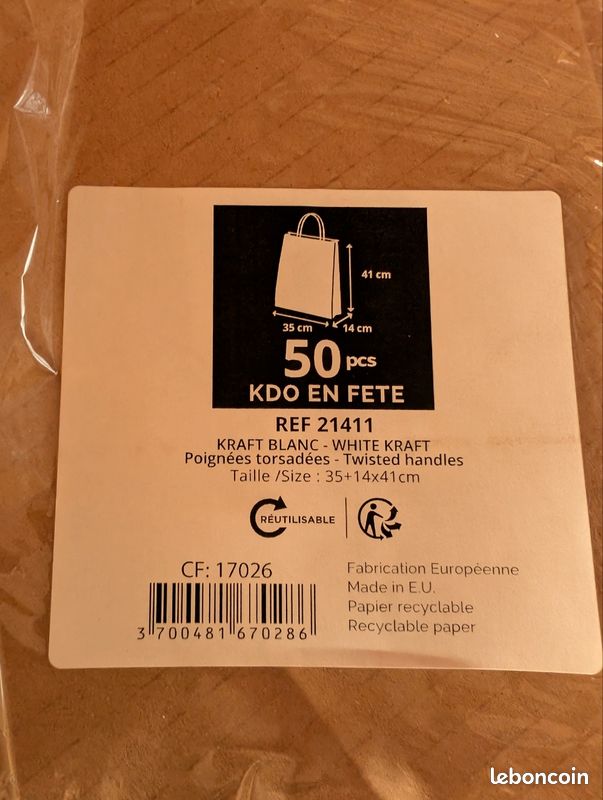 41 cm
35 cm
14 cm
50 pcs
KDO EN FETE
REF 21411
KRAFT BLANC - WHITE KRAFT
Poignées torsadées - Twisted handles
Taille /Size : 35+14x41cm
RÉUTILISABLE
CF: 17026
3 700481 670286
Fabrication Européenne
Made in E.U.
Papier recyclable
Recyclable paper
leboncoin